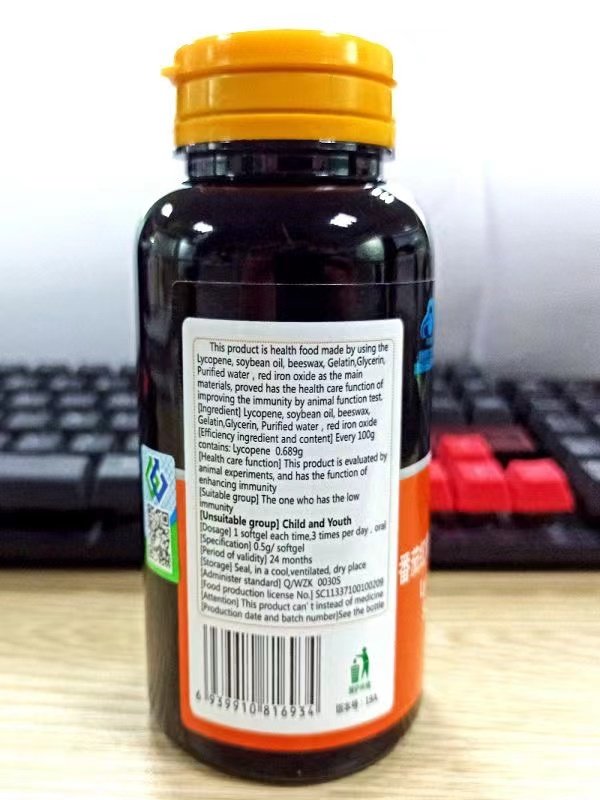 This product is health food made by using the
Lycopene, soybean oil, beeswax, Gelatin,Glycerin,
Purified water , red iron oxide as the main
materials, proved has the health care function of
improving the immunity by animal function test.
[Ingredient] Lycopene, soybean oil, beeswax,
Gelatin,Glycerin, Purified water , red iron oxide
[Efficiency ingredient and content] Every 100g
contains: Lycopene 0.689g
[Health care function] This product is evaluated by
animal experiments, and has the function of
enhancing immunity
[Suitable group] The one who has the low
immunity
[Unsuitable group] Child and Youth
[Dosage] 1 softgel each time,3 times per day , oral
[Specification] 0.5g/ softgel
[Period of validity] 24 months
[Storage] Seal, in a cool,ventilated, dry place
[Administer standard] Q/WZK 0030S
[Food production license No.] SC11337100100209
[Attention] This product can' t instead of medicine
[Production date and batch number]See the bottle
6 939910 816934
版本号：19A
番茄红